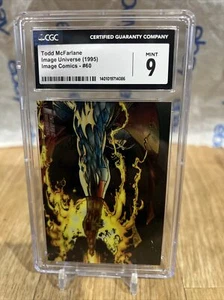 CGC
CERTIFIED GUARANTY COMPANY
Todd McFarlane
Image Universe (1995)
Image Comics - #60
MINT
9